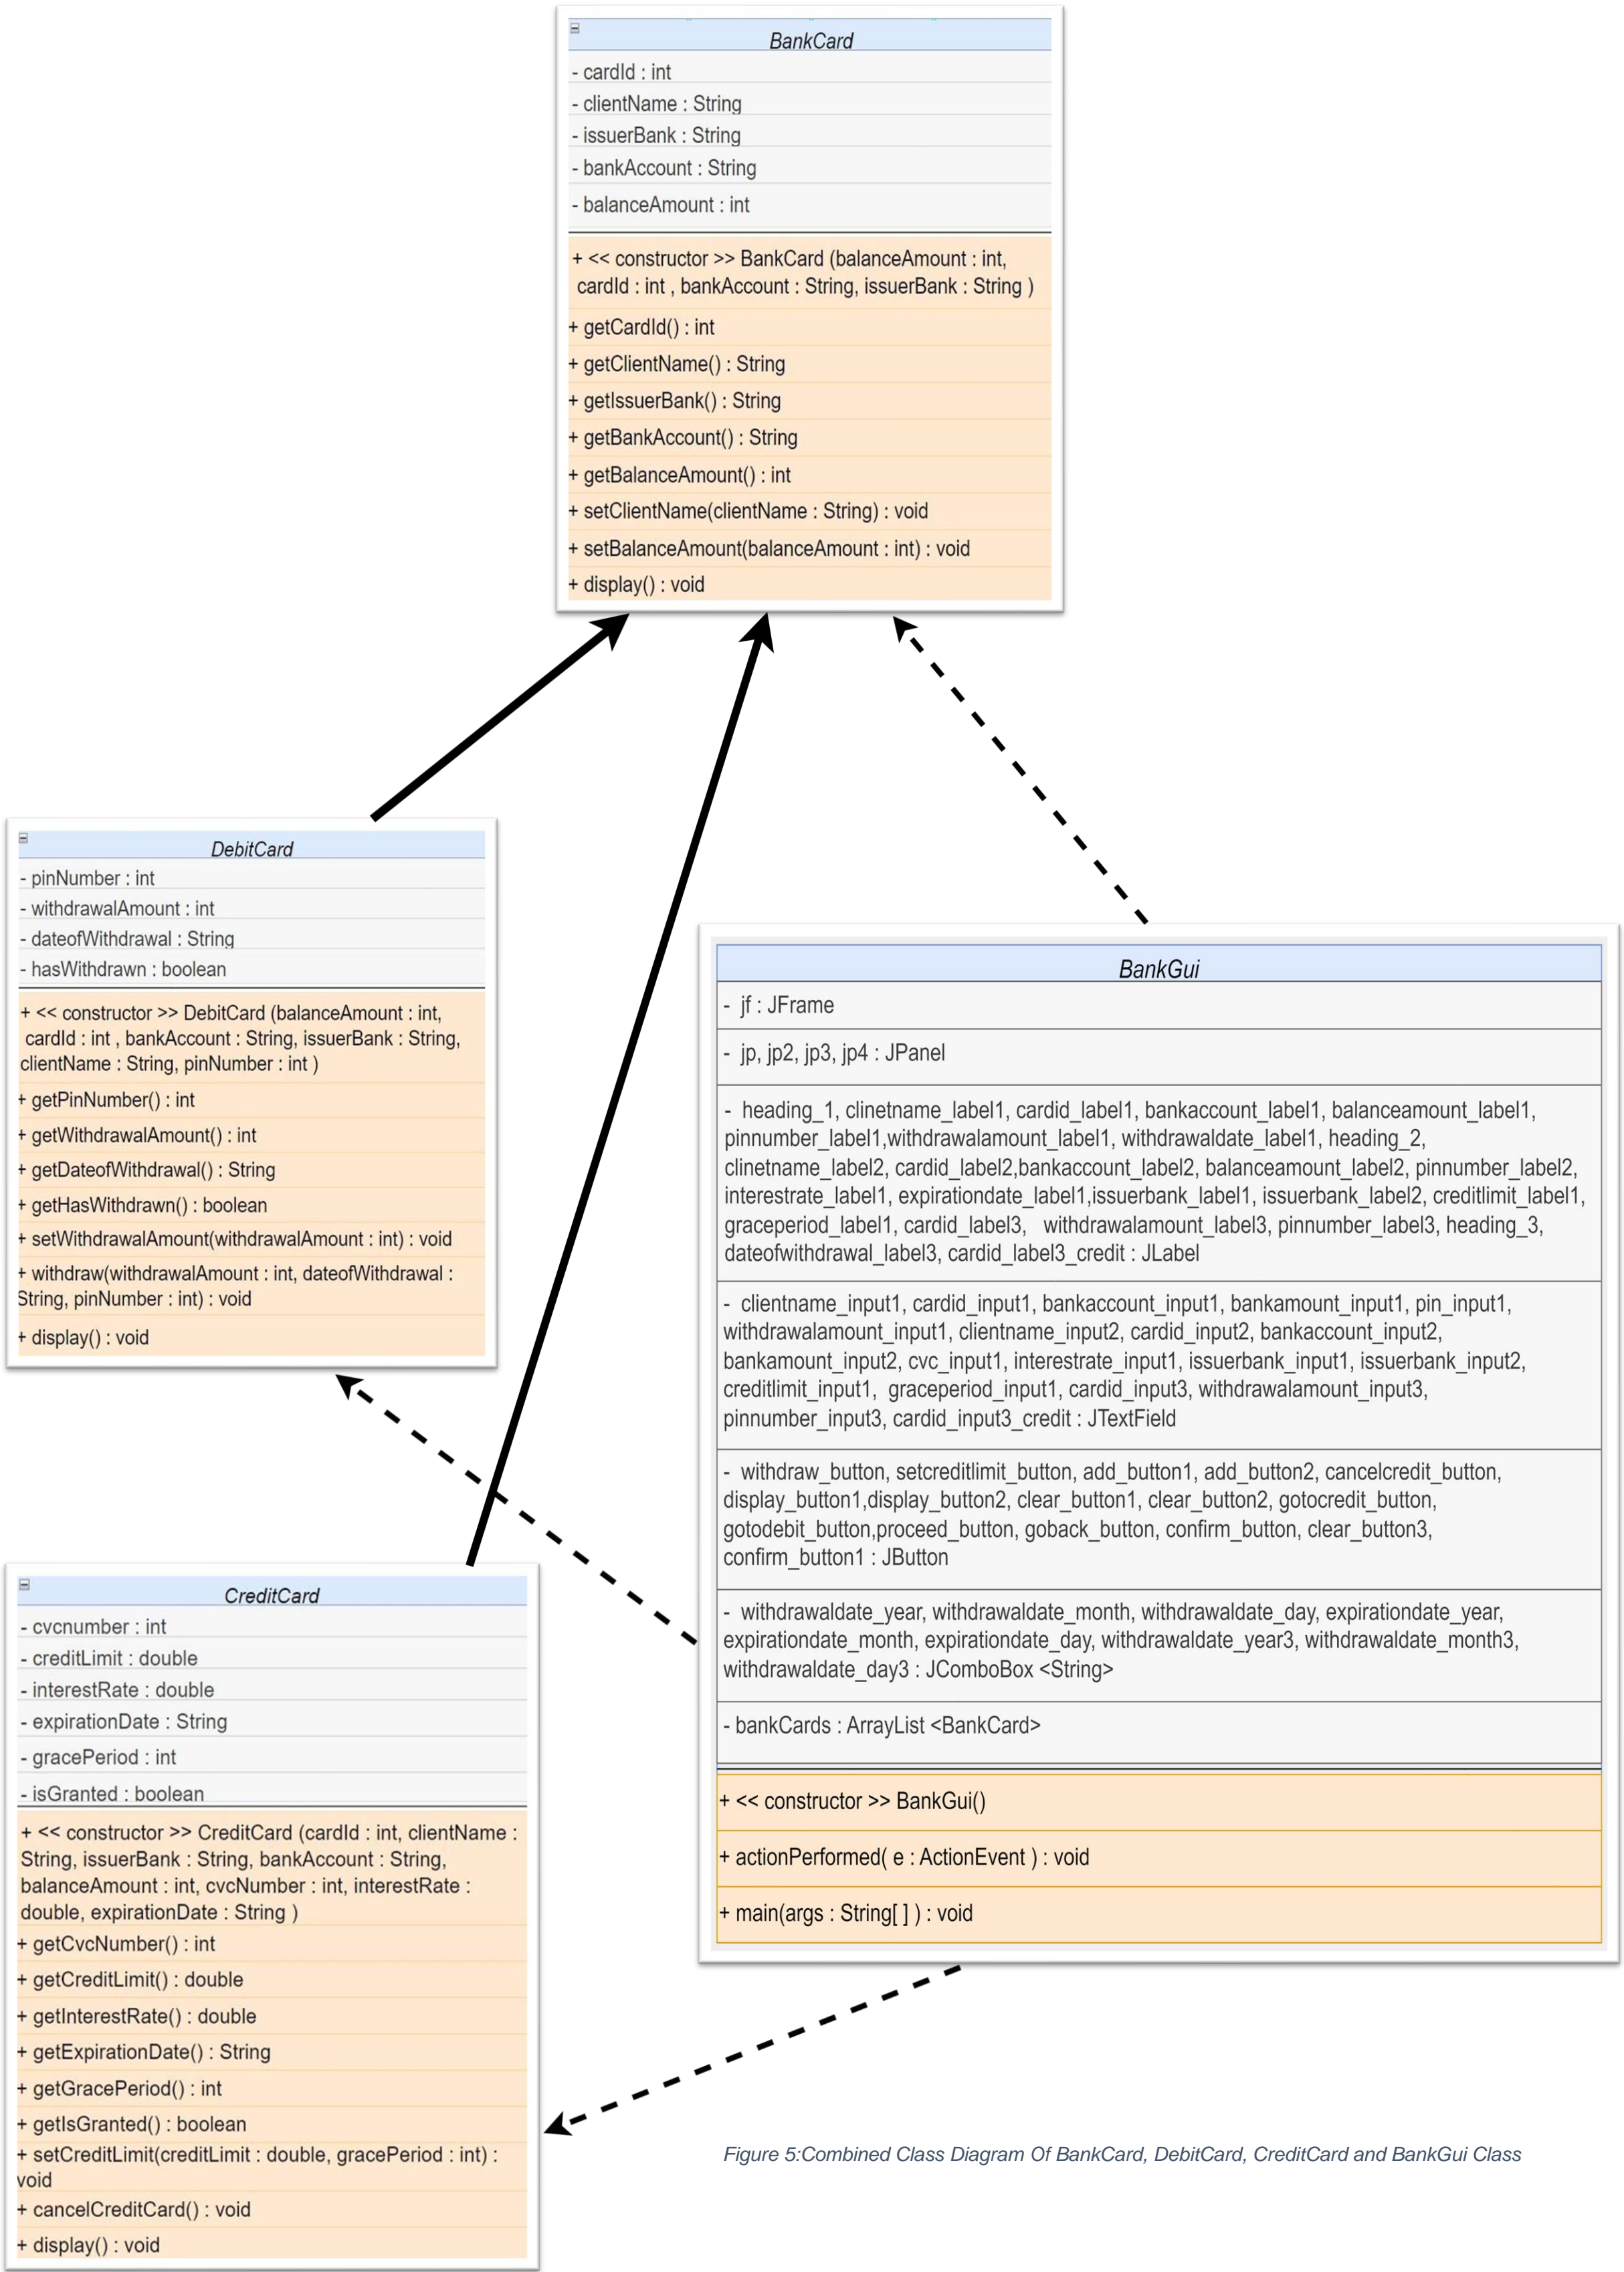 BankCard
- cardId : int
- clientName : String
- issuerBank : String
- bankAccount : String
- balanceAmount : int
+ << constructor >> BankCard (balanceAmount : int,
cardId : int , bankAccount : String, issuerBank : String )
+ getCardId() : int
+ getClientName() : String
+ getIssuerBank() : String
+ getBankAccount() : String
+ getBalanceAmount() : int
+ setClientName(clientName : String) : void
+ setBalanceAmount(balanceAmount : int) : void
+ display() : void
DebitCard
- pinNumber : int
- withdrawalAmount : int
- dateofWithdrawal : String
- hasWithdrawn : boolean
+ << constructor >> DebitCard (balanceAmount : int,
cardId : int , bankAccount : String, issuerBank : String,
clientName : String, pinNumber : int )
+ getPinNumber() : int
+ getWithdrawalAmount() : int
+ getDateofWithdrawal() : String
+ getHasWithdrawn() : boolean
+ setWithdrawalAmount(withdrawalAmount : int) : void
+ withdraw(withdrawalAmount : int, dateofWithdrawal :
String, pinNumber : int) : void
+ display() : void
BankGui
- jf : JFrame
- jp, jp2, jp3, jp4 : JPanel
- heading_1, clinetname_label1, cardid_label1, bankaccount_label1, balanceamount_label1,
pinnumber_label1,withdrawalamount_label1, withdrawaldate_label1, heading_2,
clinetname_label2, cardid_label2,bankaccount_label2, balanceamount_label2, pinnumber_label2,
interestrate_label1, expirationdate_label1,issuerbank_label1, issuerbank_label2, creditlimit_label1,
graceperiod_label1, cardid_label3, withdrawalamount_label3, pinnumber_label3, heading_3,
dateofwithdrawal_label3, cardid_label3_credit : JLabel
- clientname_input1, cardid_input1, bankaccount_input1, bankamount_input1, pin_input1,
withdrawalamount_input1, clientname_input2, cardid_input2, bankaccount_input2,
bankamount_input2, cvc_input1, interestrate_input1, issuerbank_input1, issuerbank_input2,
creditlimit_input1, graceperiod_input1, cardid_input3, withdrawalamount_input3,
pinnumber_input3, cardid_input3_credit : JTextField
- withdraw_button, setcreditlimit_button, add_button1, add_button2, cancelcredit_button,
display_button1,display_button2, clear_button1, clear_button2, gotocredit_button,
gotodebit_button,proceed_button, goback_button, confirm_button, clear_button3,
confirm_button1 : JButton
- withdrawaldate_year, withdrawaldate_month, withdrawaldate_day, expirationdate_year,
expirationdate_month, expirationdate_day, withdrawaldate_year3, withdrawaldate_month3,
withdrawaldate_day3 : JComboBox <String>
- bankCards : ArrayList <BankCard>
+ << constructor >> BankGui()
+ actionPerformed( e : ActionEvent ) : void
+ main(args : String[ ] ) : void
CreditCard
- cvcnumber : int
- creditLimit : double
- interestRate : double
- expirationDate : String
- gracePeriod : int
- isGranted : boolean
+ << constructor >> CreditCard (cardId : int, clientName :
String, issuerBank : String, bankAccount : String,
balanceAmount : int, cvcNumber : int, interestRate :
double, expirationDate : String )
+ getCvcNumber() : int
+ getCreditLimit() : double
+ getInterestRate() : double
+ getExpirationDate() : String
+ getGracePeriod() : int
+ getIsGranted() : boolean
+ setCreditLimit(creditLimit : double, gracePeriod : int) :
void
+ cancelCreditCard() : void
+ display() : void
Figure 5:Combined Class Diagram Of BankCard, DebitCard, CreditCard and BankGui Class